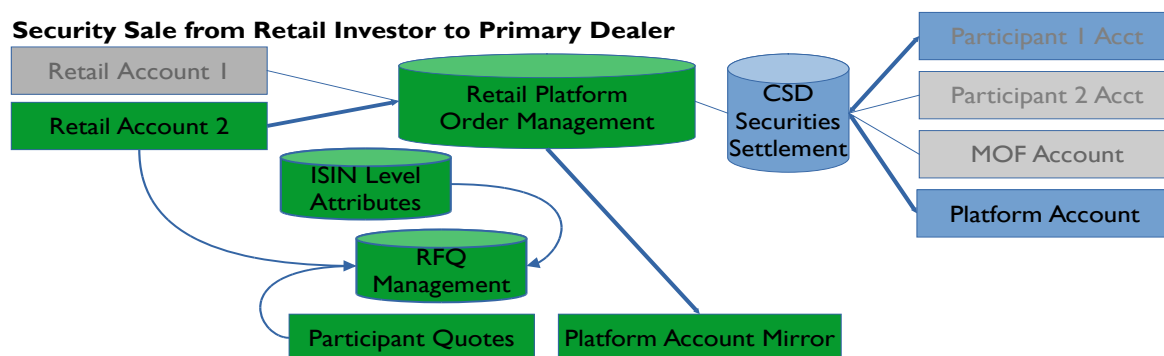 Security Sale from Retail Investor to Primary Dealer
Retail Account 1
Retail Account 2
Retail Platform
Order Management
CSD
Securities
Settlement
Participant 1 Acct
Participant 2 Acct
MOF Account
Platform Account
ISIN Level
Attributes
RFQ
Management
Participant Quotes
Platform Account Mirror